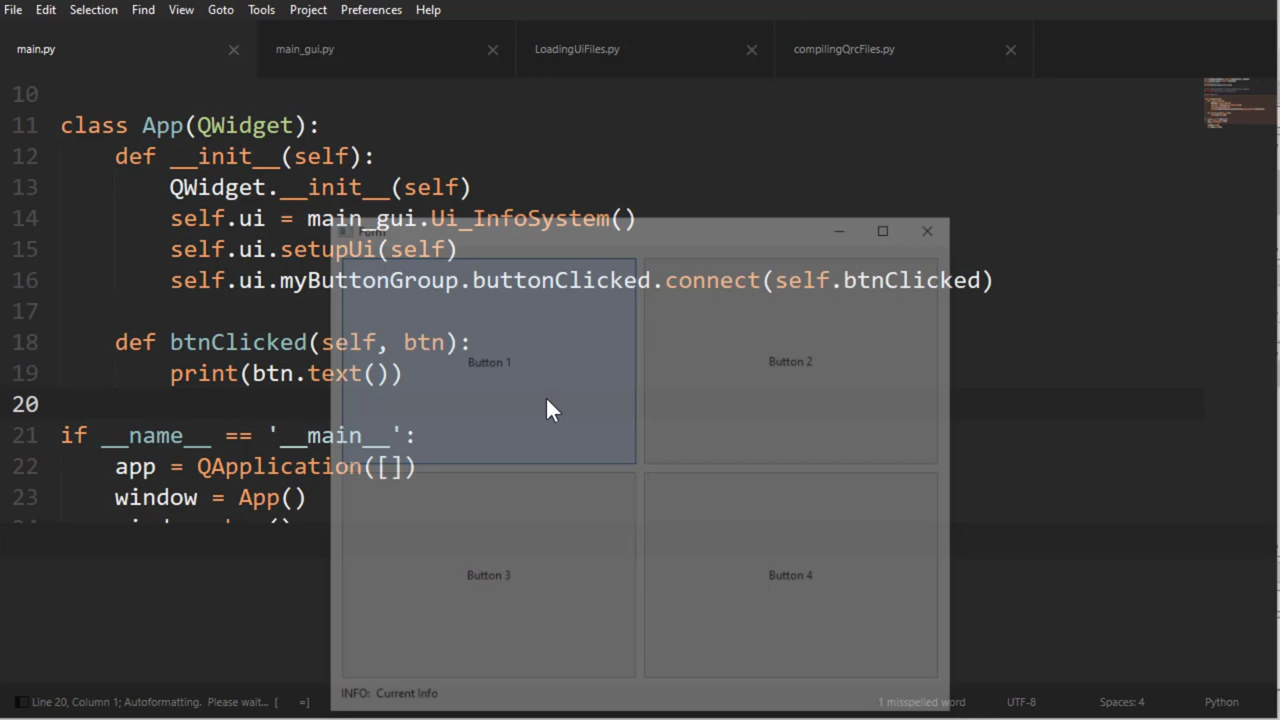 File Edit Selection Find View Goto Tools Project Preferences Help
main.py main_gui.py LoadingUiFiles.py compilingQrcFiles.py
10
11 class App(QWidget):
12 def __init__(self):
13 QWidget.__init__(self)
14 self.ui = main_gui.Ui_InfoSystem()
Form
15 self.ui.setupUi(self)
16 self.ui.myButtonGroup.buttonClicked.connect(self.btnClicked)
17
18 def btnClicked(self, btn):
Button 1 Button 2
19 print(btn.text())
20
21 if __name__ == '__main__':
22 app = QApplication([])
23 window = App()
Button 3 Button 4
INFO: Current Info
Line 20, Column 1; Autoformatting. Please wait... [ =] 1 misspelled word UTF-8 Spaces: 4 Python